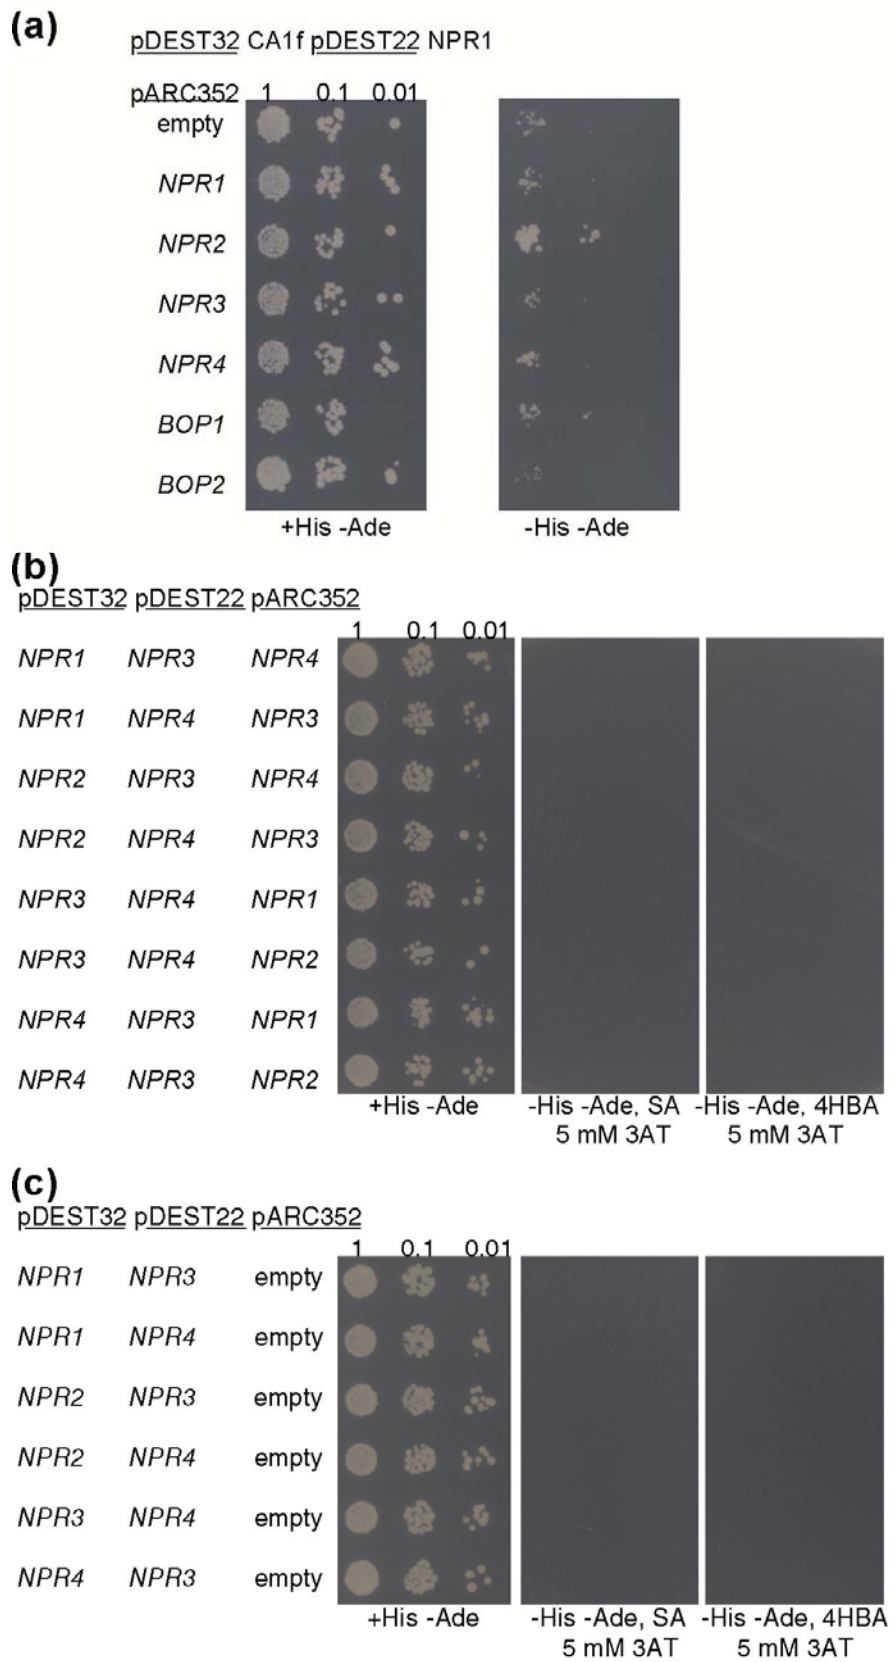 (a)
pDEST32 CA1f pDEST22 NPR1
pARC352 1 0.1 0.01
empty
NPR1
NPR2
NPR3
NPR4
BOP1
BOP2
+His -Ade -His -Ade
(b)
pDEST32 pDEST22 pARC352
1 0.1 0.01
NPR1 NPR3 NPR4
NPR1 NPR4 NPR3
NPR2 NPR3 NPR4
NPR2 NPR4 NPR3
NPR3 NPR4 NPR1
NPR3 NPR4 NPR2
NPR4 NPR3 NPR1
NPR4 NPR3 NPR2
+His -Ade -His -Ade, SA -His -Ade, 4HBA
5 mM 3AT 5 mM 3AT
(c)
pDEST32 pDEST22 pARC352
1 0.1 0.01
NPR1 NPR3 empty
NPR1 NPR4 empty
NPR2 NPR3 empty
NPR2 NPR4 empty
NPR3 NPR4 empty
NPR4 NPR3 empty
+His -Ade -His -Ade, SA -His -Ade, 4HBA
5 mM 3AT 5 mM 3AT